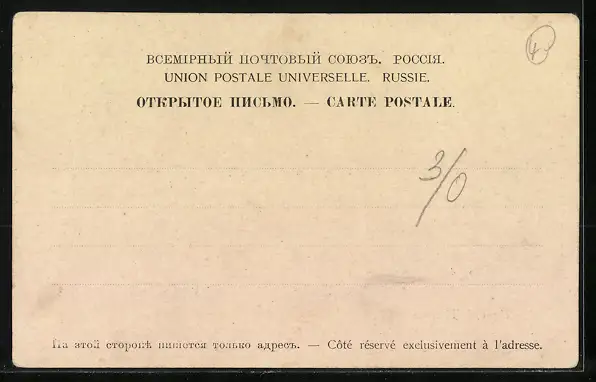 4
ВСЕМІРНЫЙ ПОЧТОВЫЙ СОЮЗЪ. РОССІЯ.
UNION POSTALE UNIVERSELLE. RUSSIE.
ОТКРЫТОЕ ПИСЬМО. — CARTE POSTALE.
3/0
На этой сторонѣ пишется только адресъ. — Côté réservé exclusivement à l'adresse.